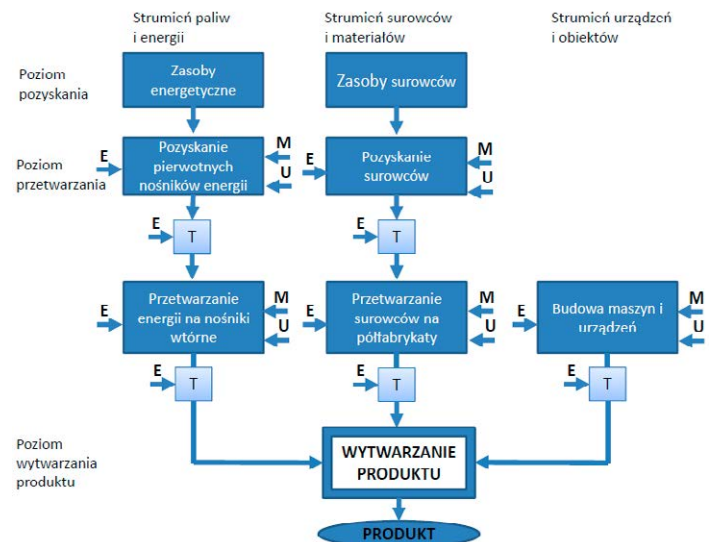 Strumień paliw
i energii
Strumień surowców
i materiałów
Strumień urządzeń
i obiektów
Poziom
pozyskania
Zasoby
energetyczne
Zasoby surowców
Poziom
przetwarzania
E
Pozyskanie
pierwotnych
nośników energii
M
U
E
Pozyskanie
surowców
M
U
E
T
E
T
E
Przetwarzanie
energii na nośniki
wtórne
M
U
E
Przetwarzanie
surowców na
półfabrykaty
M
U
E
Budowa maszyn i
urządzeń
M
U
E
T
E
T
E
T
Poziom
wytwarzania
produktu
WYTWARZANIE
PRODUKTU
PRODUKT